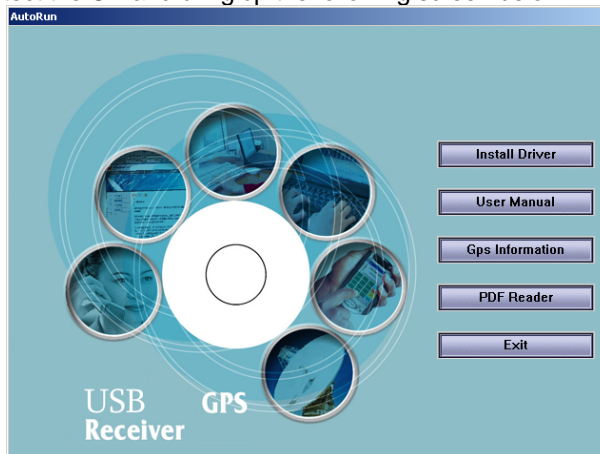 AutoRun
Install Driver
User Manual
Gps Information
PDF Reader
Exit
USB GPS
Receiver